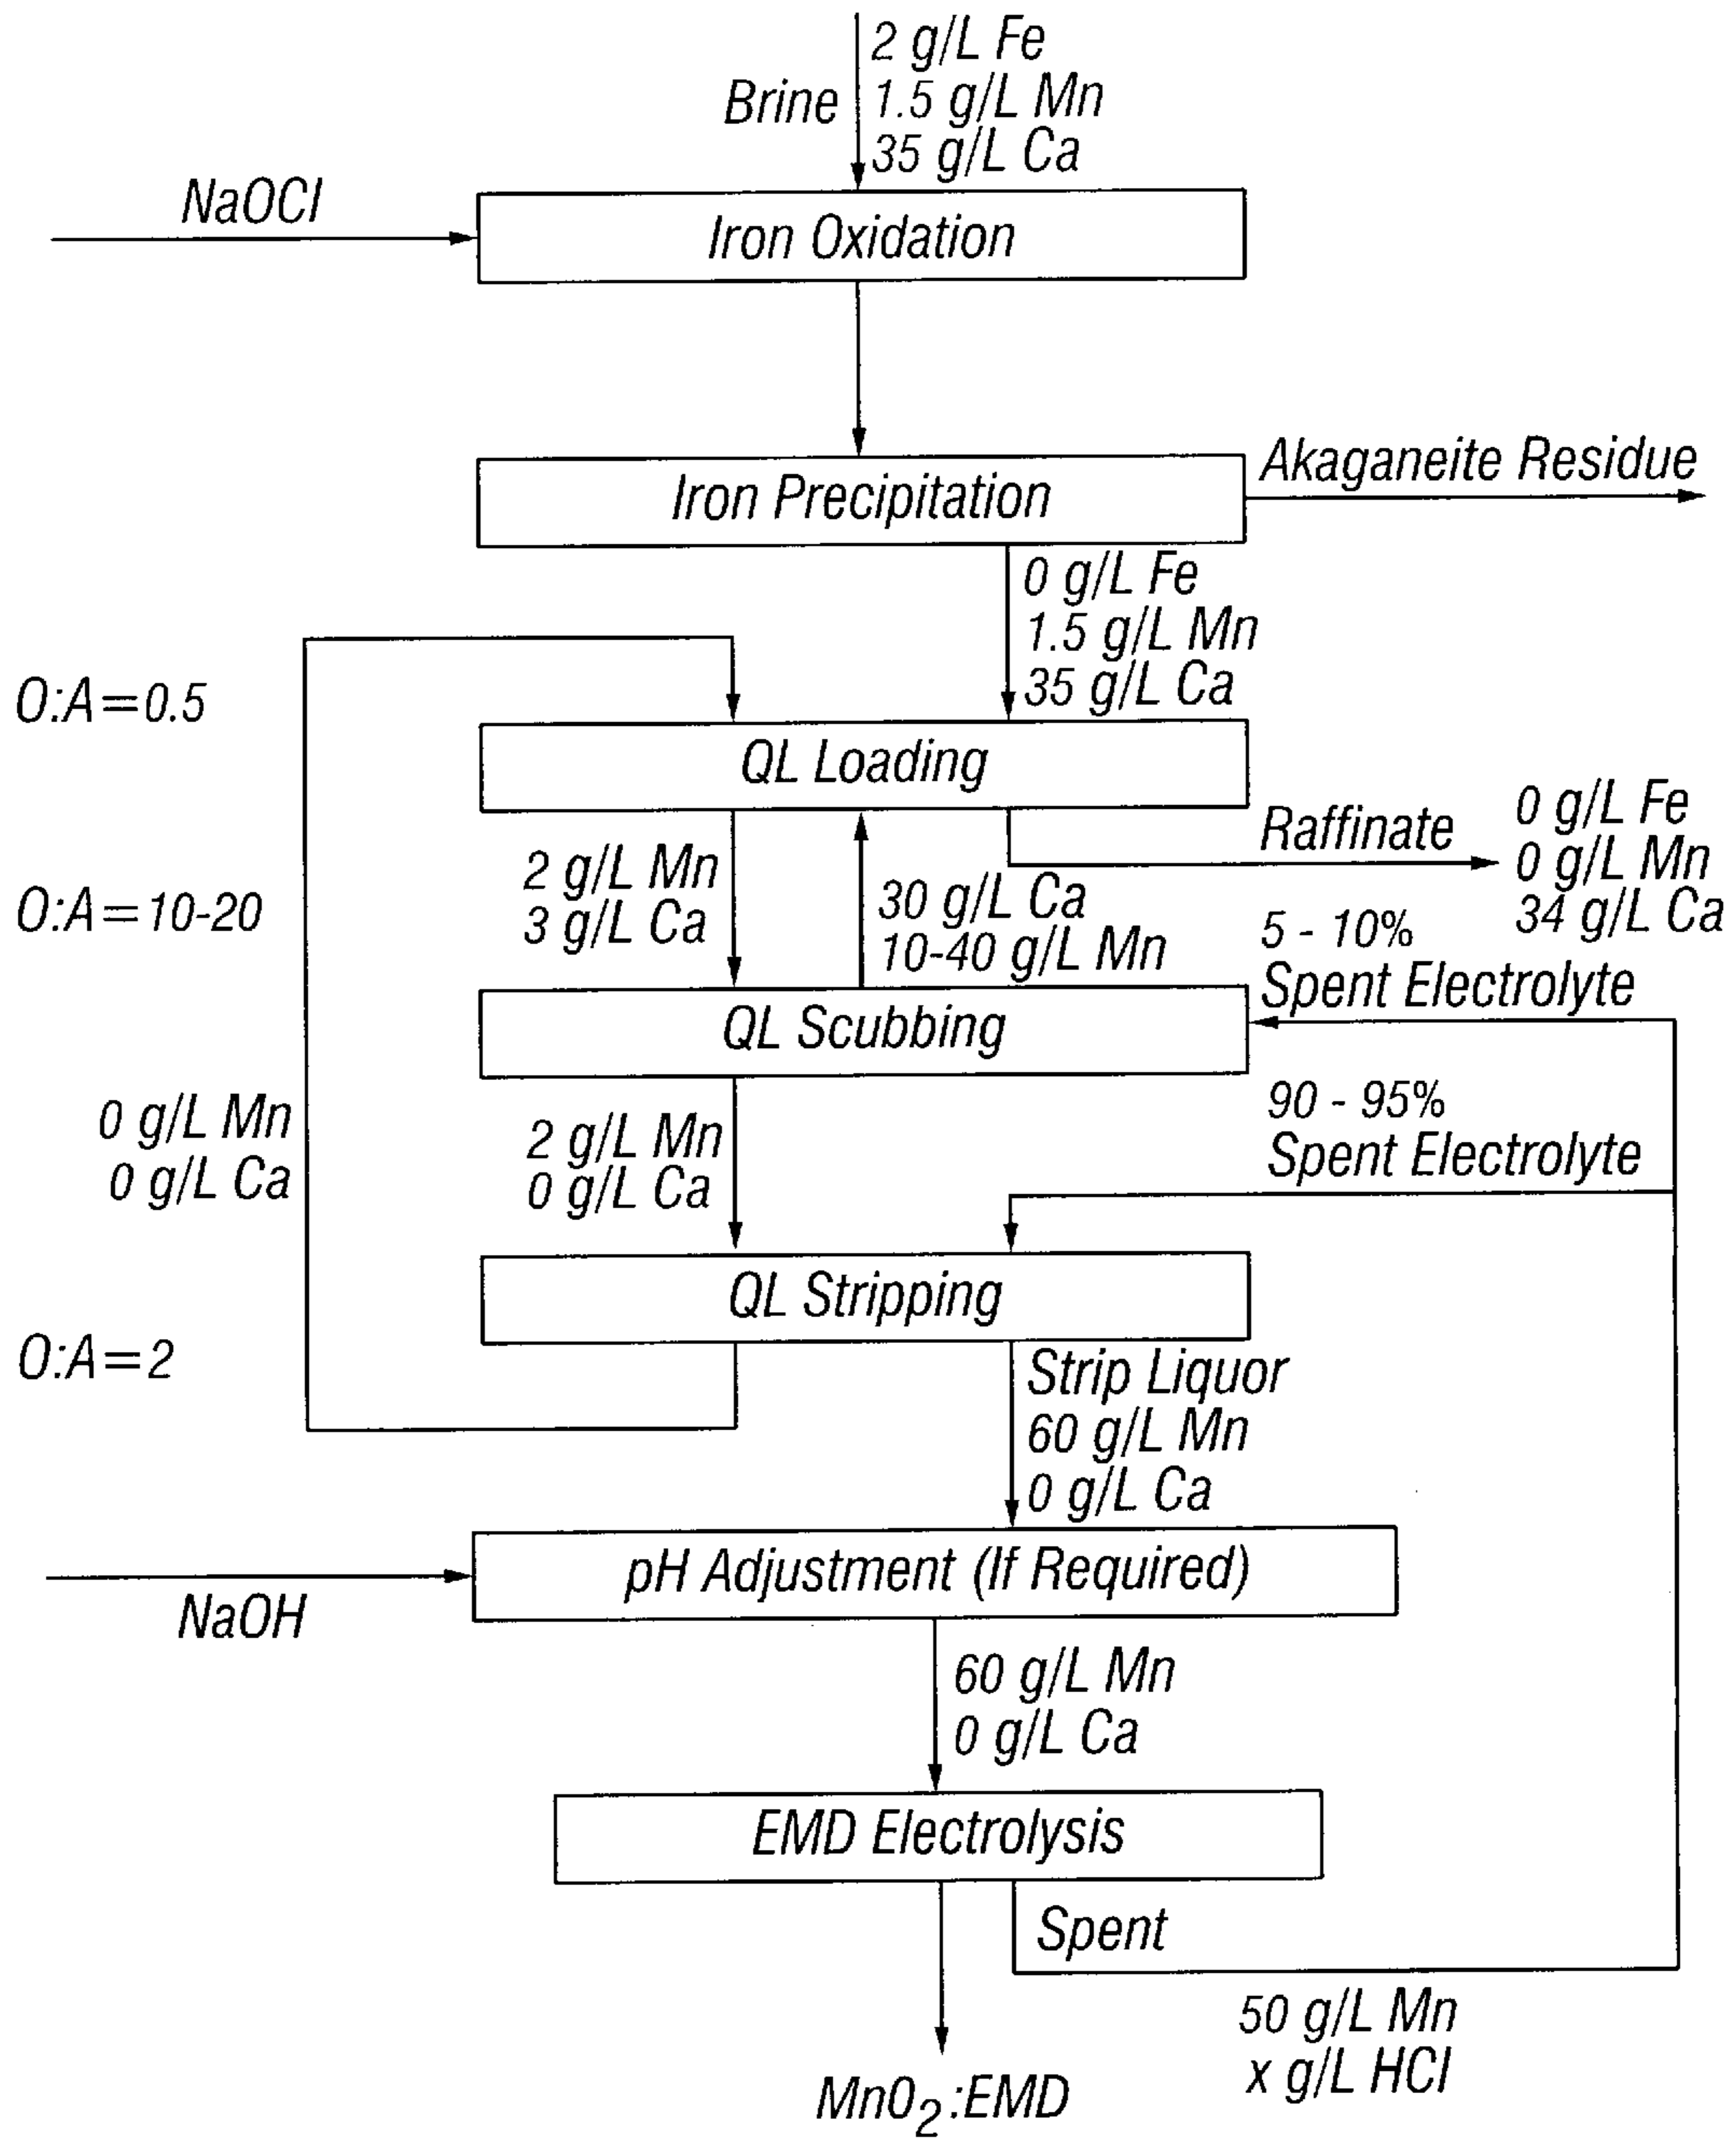 2 g/L Fe
Brine
1.5 g/L Mn
35 g/L Ca
NaOCl
Iron Oxidation
Akaganeite Residue
Iron Precipitation
0 g/L Fe
1.5 g/L Mn
35 g/L Ca
O:A=0.5
QL Loading
Raffinate
0 g/L Fe
0 g/L Mn
34 g/L Ca
2 g/L Mn
3 g/L Ca
30 g/L Ca
10-40 g/L Mn
O:A=10-20
5 - 10%
Spent Electrolyte
QL Scubbing
90 - 95%
Spent Electrolyte
0 g/L Mn
0 g/L Ca
2 g/L Mn
0 g/L Ca
QL Stripping
O:A=2
Strip Liquor
60 g/L Mn
0 g/L Ca
pH Adjustment (If Required)
NaOH
60 g/L Mn
0 g/L Ca
EMD Electrolysis
Spent
50 g/L Mn
x g/L HCl
MnO2:EMD